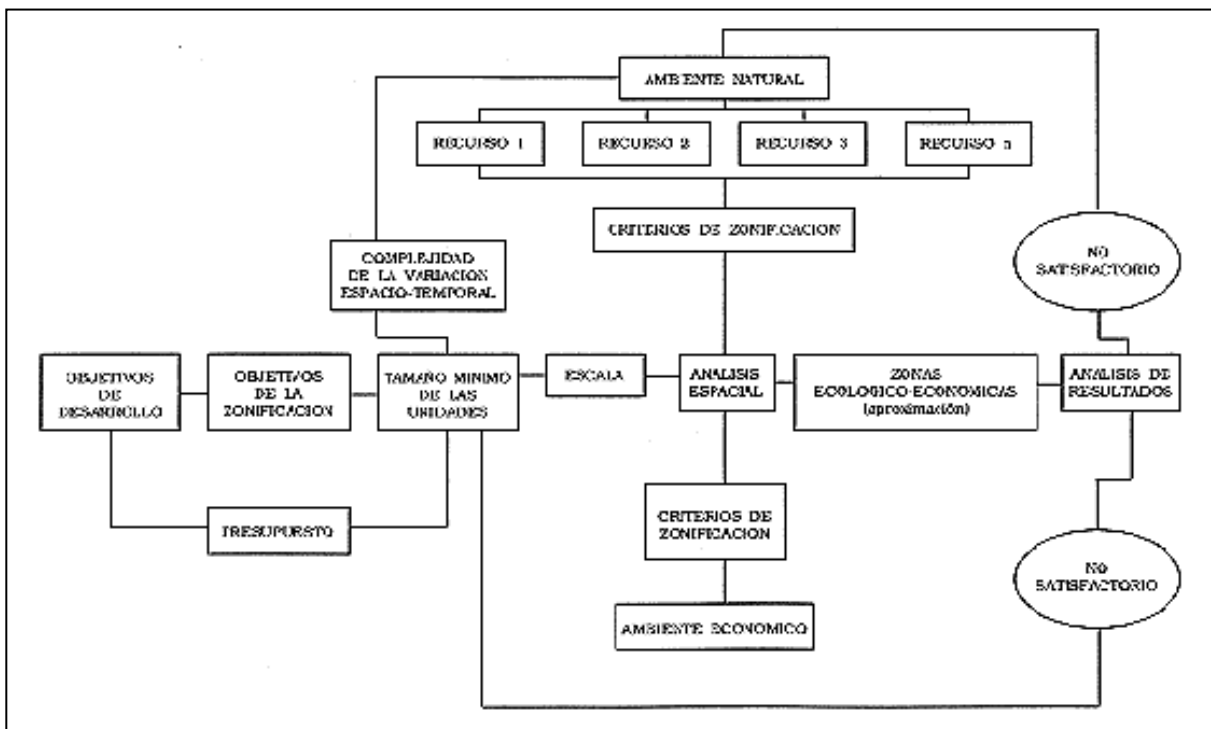 AMBIENTE NATURAL
RECURSO 1
RECURSO 2
RECURSO 3
RECURSO n
CRITERIOS DE ZONIFICACION
COMPLEJIDAD
DE LA VARIACION
ESPACIO-TEMPORAL
NO
SATISFACTORIO
OBJETIVOS
DE
DESARROLLO
OBJETIVOS
DE LA
ZONIFICACION
TAMAÑO MINIMO
DE LAS
UNIDADES
ESCALA
ANALISIS
ESPACIAL
ZONAS
ECOLOGICO-ECONOMICAS
(aproximación)
ANALISIS DE
RESULTADOS
PRESUPUESTO
CRITERIOS DE
ZONIFICACION
NO
SATISFACTORIO
AMBIENTE ECONOMICO